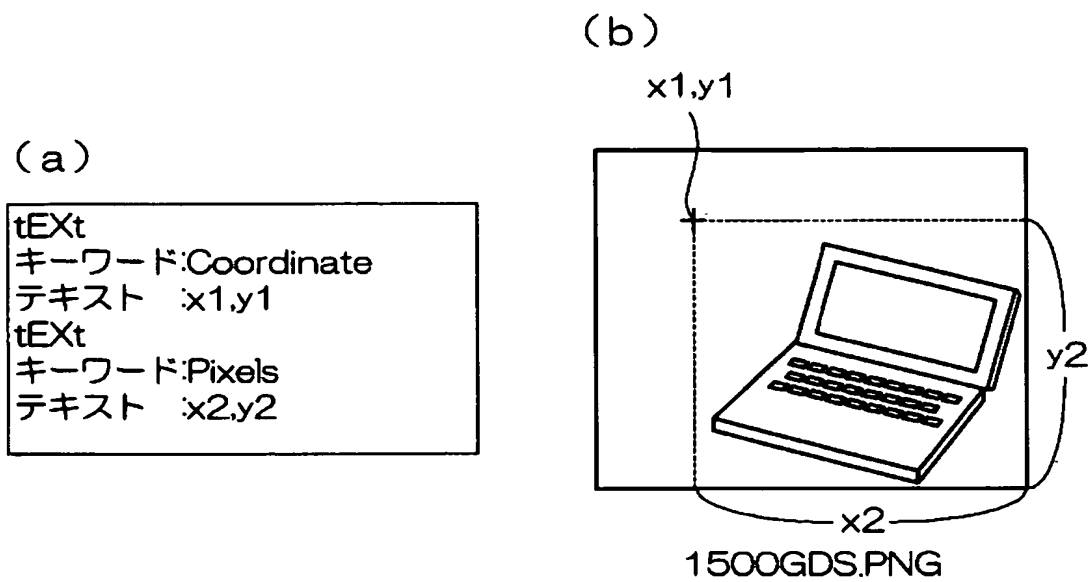 (a)
tEXt
キーワード:Coordinate
テキスト :x1,y1
tEXt
キーワード:Pixels
テキスト :x2,y2
(b)
x1,y1
y2
x2
1500GDS.PNG